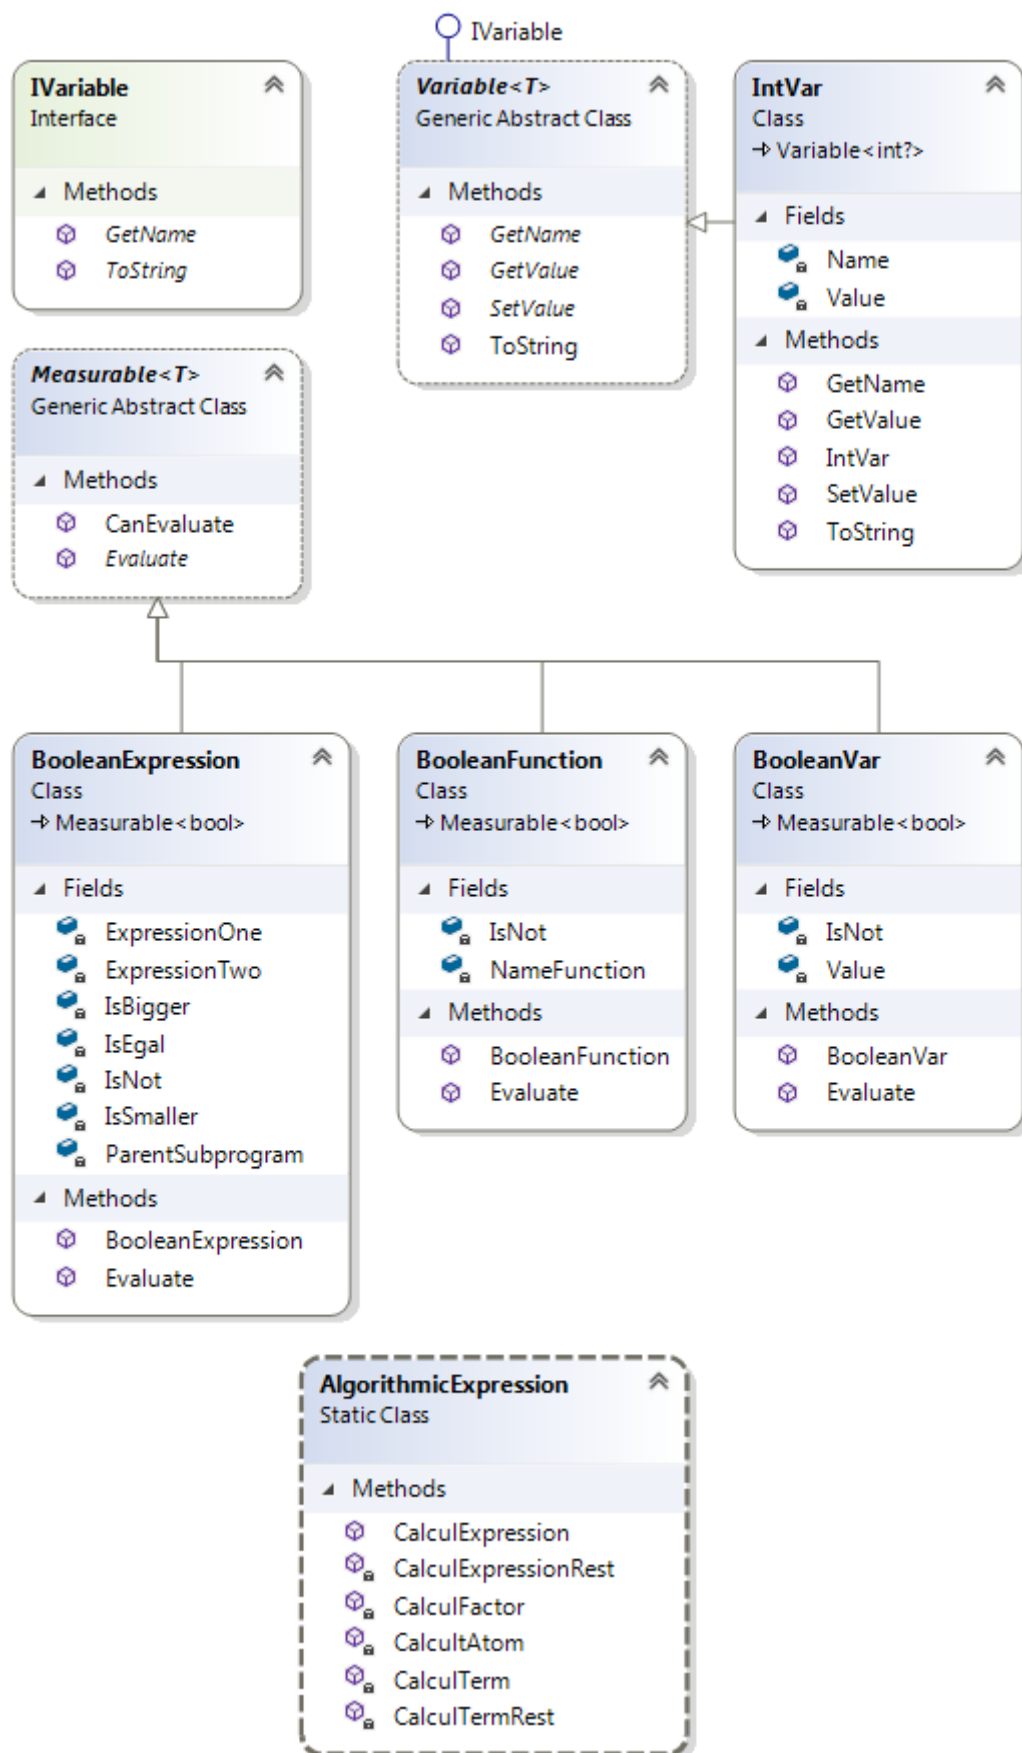 IVariable
IVariable
Interface
Methods
GetName
ToString
Variable<T>
Generic Abstract Class
Methods
GetName
GetValue
SetValue
ToString
IntVar
Class
Variable<int?>
Fields
Name
Value
Methods
GetName
GetValue
IntVar
SetValue
ToString
Measurable<T>
Generic Abstract Class
Methods
CanEvaluate
Evaluate
BooleanExpression
Class
Measurable<bool>
Fields
ExpressionOne
ExpressionTwo
IsBigger
IsEgal
IsNot
IsSmaller
ParentSubprogram
Methods
BooleanExpression
Evaluate
BooleanFunction
Class
Measurable<bool>
Fields
IsNot
NameFunction
Methods
BooleanFunction
Evaluate
BooleanVar
Class
Measurable<bool>
Fields
IsNot
Value
Methods
BooleanVar
Evaluate
AlgorithmicExpression
Static Class
Methods
CalculExpression
CalculExpressionRest
CalculFactor
CalcultAtom
CalculTerm
CalculTermRest